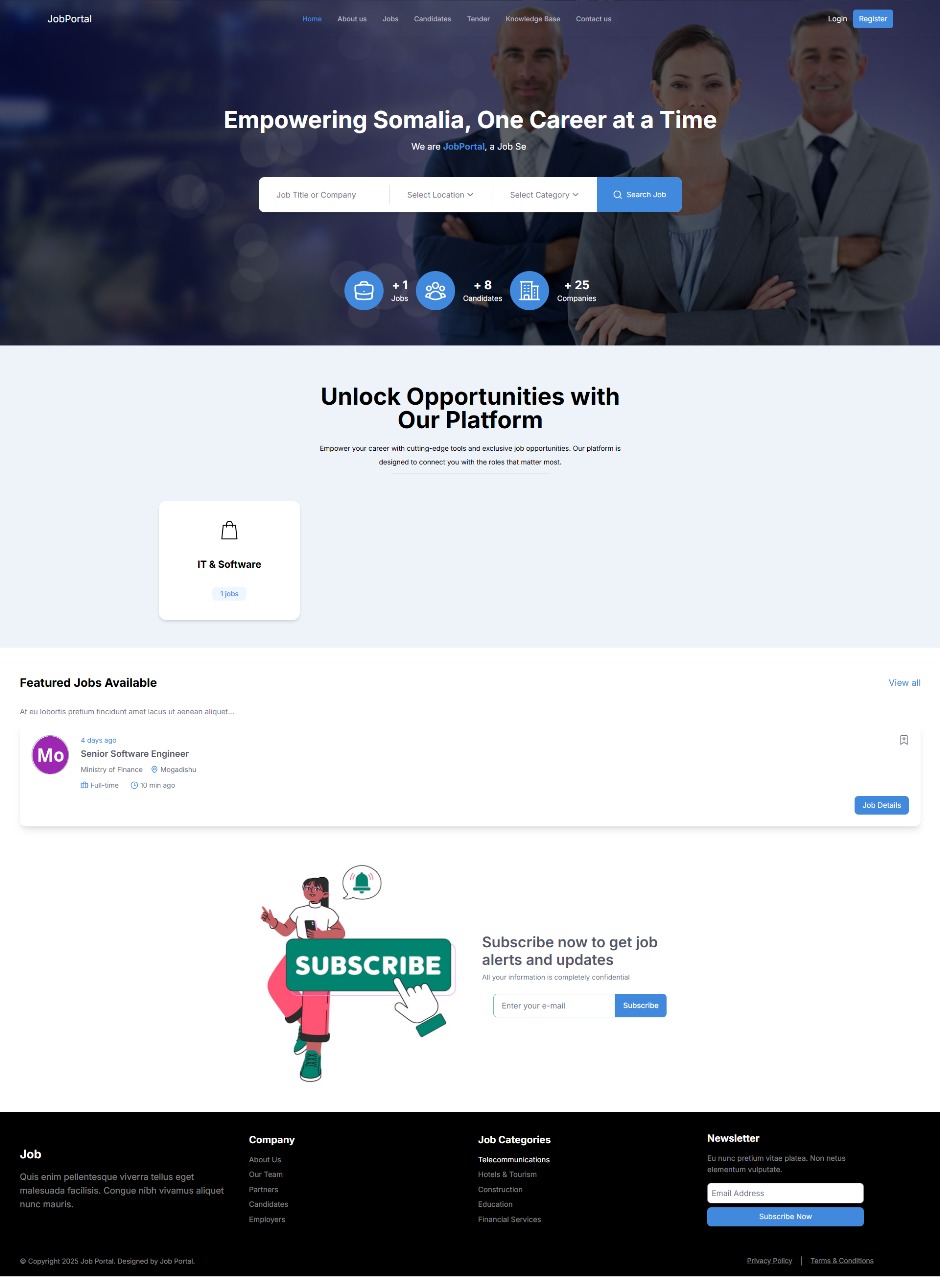 JobPortal
Home About us Jobs Candidates Tender Knowledge Base Contact us
Login Register
Empowering Somalia, One Career at a Time
We are JobPortal, a Job Se
Job Title or Company Select Location Select Category Search Job
+ 1
Jobs
+ 8
Candidates
+ 25
Companies
Unlock Opportunities with
Our Platform
Empower your career with cutting-edge tools and exclusive job opportunities. Our platform is
designed to connect you with the roles that matter most.
IT & Software
1 jobs
Featured Jobs Available
View all
At eu lobortis pretium tincidunt amet lacus ut aenean aliquet...
Mo
4 days ago
Senior Software Engineer
Ministry of Finance Mogadishu
Full-time 10 min ago
Job Details
SUBSCRIBE
Subscribe now to get job
alerts and updates
All your information is completely confidential
Enter your e-mail Subscribe
Job
Quis enim pellentesque viverra tellus eget
malesuada facilisis. Congue nibh vivamus aliquet
nunc mauris.
Company
About Us
Our Team
Partners
Candidates
Employers
Job Categories
Telecommunications
Hotels & Tourism
Construction
Education
Financial Services
Newsletter
Eu nunc pretium vitae platea. Non netus
elementum vulputate.
Email Address
Subscribe Now
© Copyright 2025 Job Portal. Designed by Job Portal.
Privacy Policy Terms & Conditions